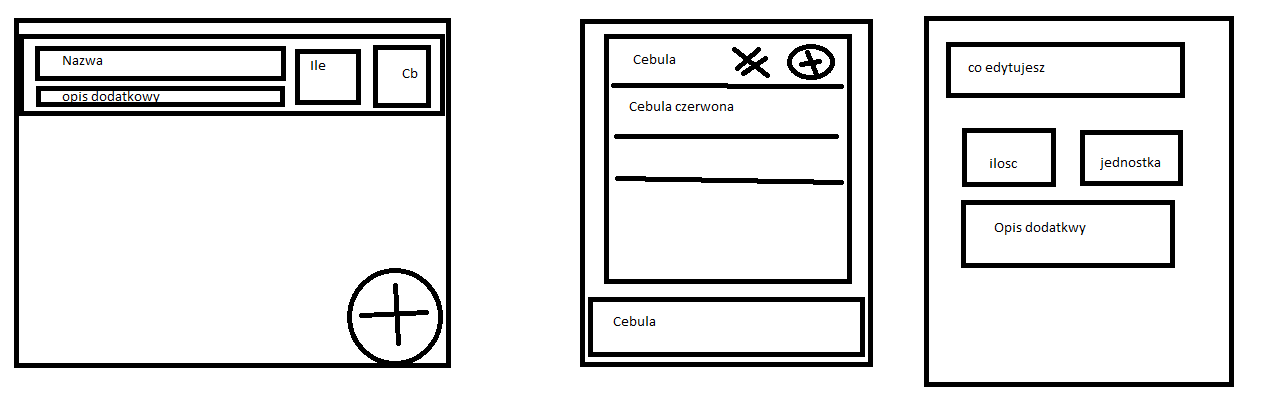 Nazwa
Ile
Cb
opis dodatkowy
Cebula
Cebula czerwona
Cebula
co edytujesz
ilosc
jednostka
Opis dodatkwy